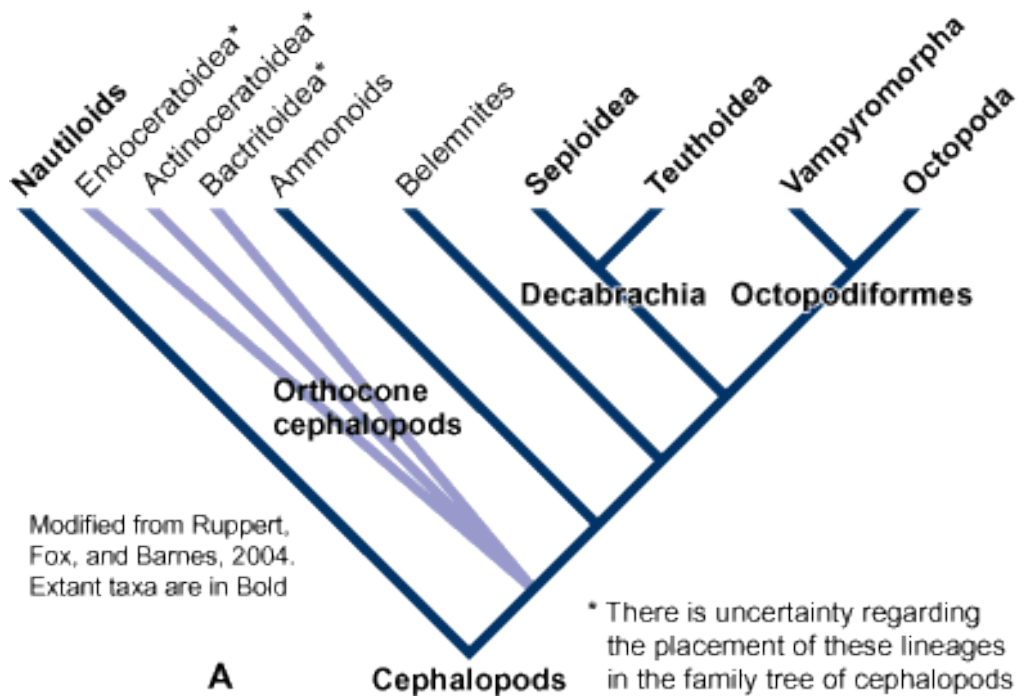 Nautiloids
Endoceratoidea*
Actinoceratoidea*
Bactritoidea*
Ammonoids
Belemnites
Sepioidea
Teuthoidea
Vampyromorpha
Octopoda
Decabrachia
Octopodiformes
Orthocone
cephalopods
Modified from Ruppert,
Fox, and Barnes, 2004.
Extant taxa are in Bold
* There is uncertainty regarding
the placement of these lineages
in the family tree of cephalopods
A
Cephalopods